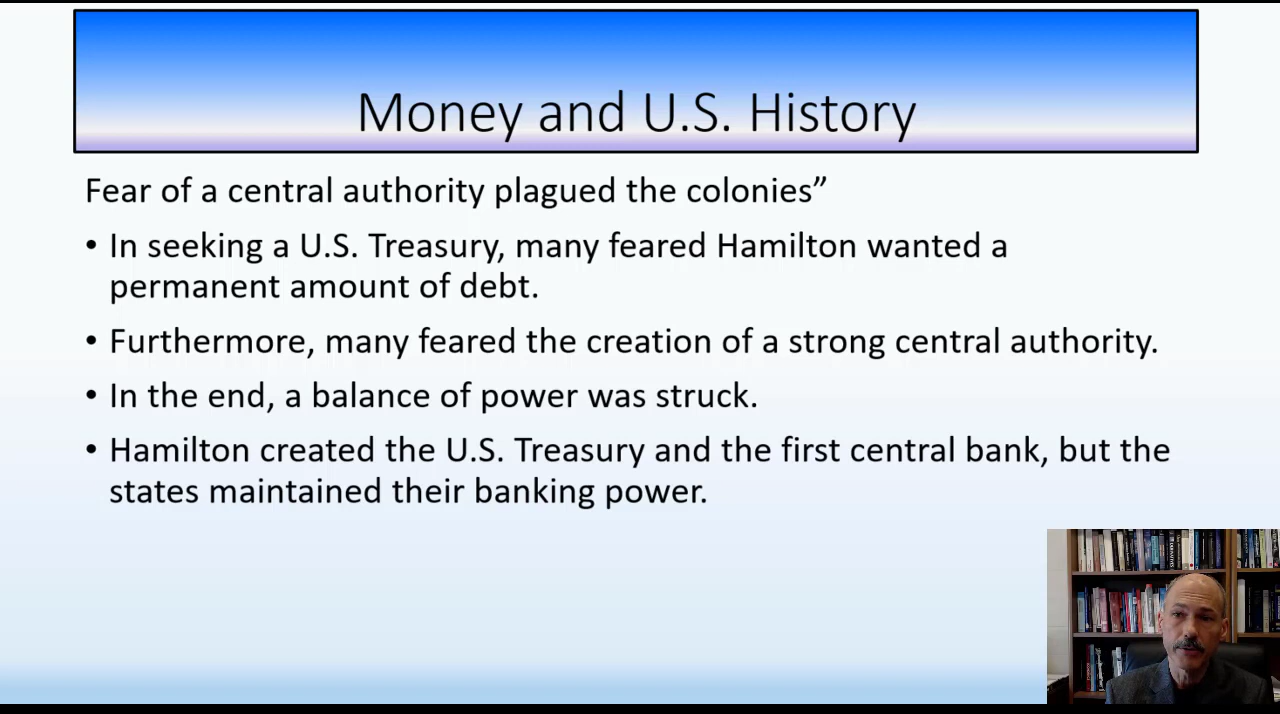 Money and U.S. History
Fear of a central authority plagued the colonies”
• In seeking a U.S. Treasury, many feared Hamilton wanted a
permanent amount of debt.
• Furthermore, many feared the creation of a strong central authority.
• In the end, a balance of power was struck.
• Hamilton created the U.S. Treasury and the first central bank, but the
states maintained their banking power.